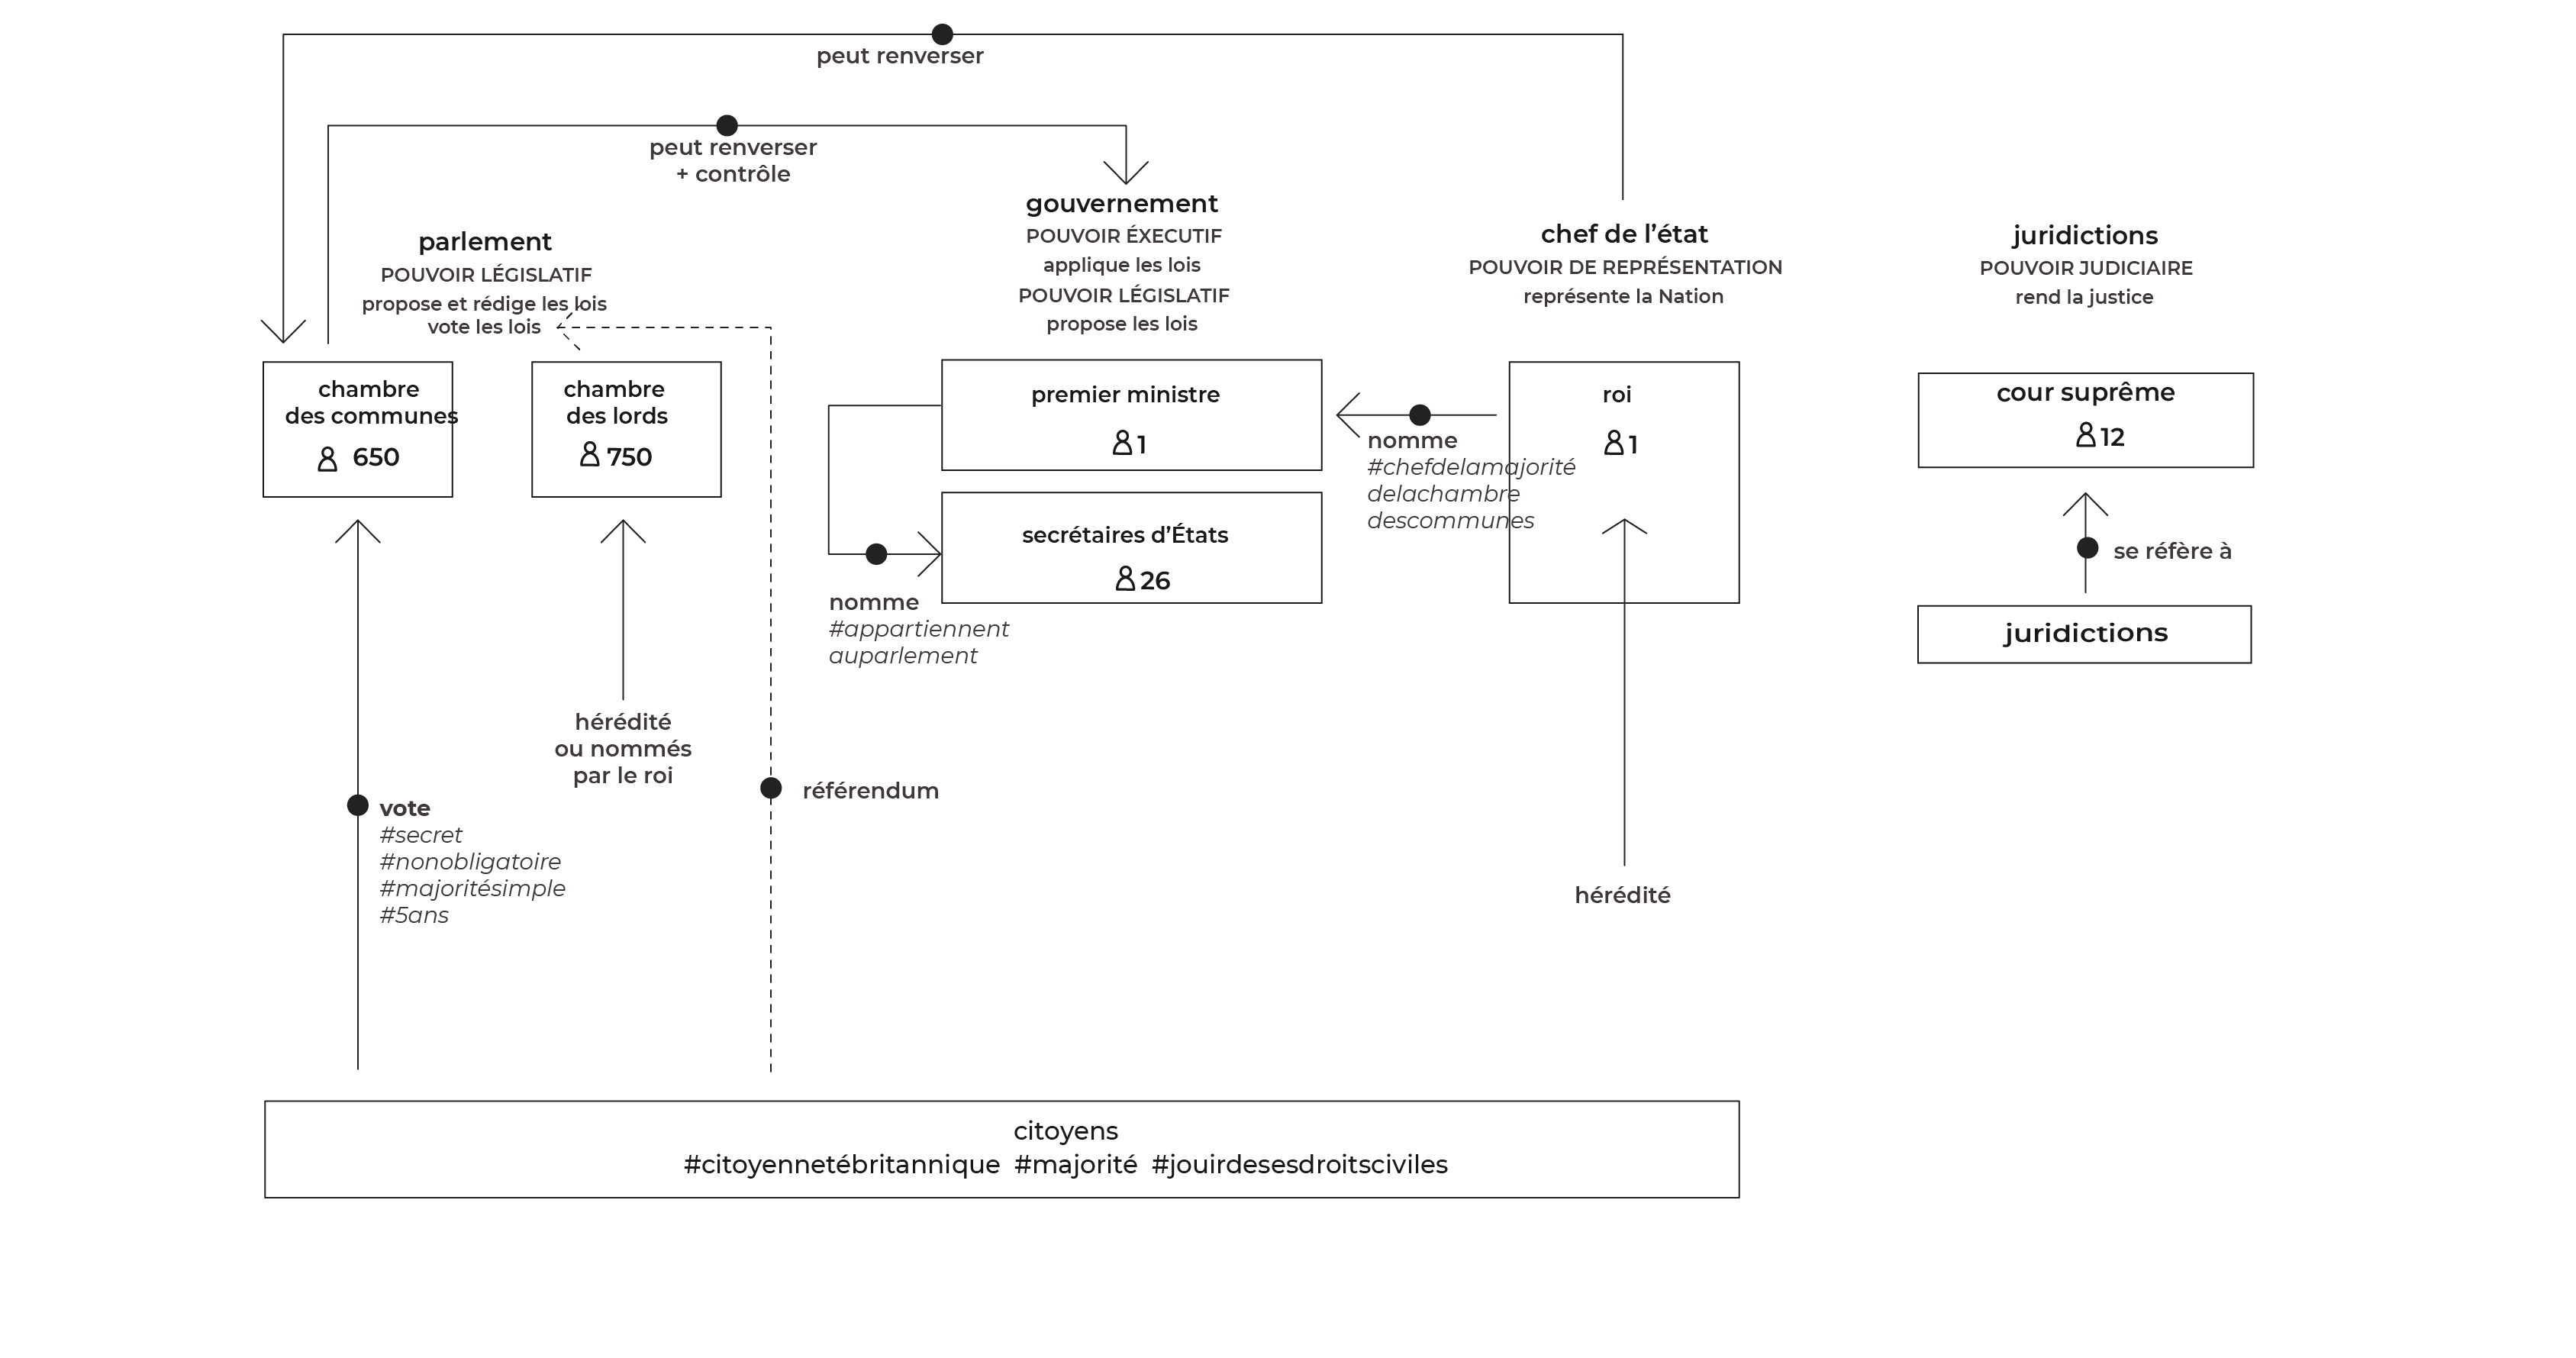 peut renverser
peut renverser
+ contrôle
parlement
POUVOIR LÉGISLATIF
propose et rédige les lois
vote les lois
gouvernement
POUVOIR ÉXECUTIF
applique les lois
POUVOIR LÉGISLATIF
propose les lois
chef de l’état
POUVOIR DE REPRÉSENTATION
représente la Nation
juridictions
POUVOIR JUDICIAIRE
rend la justice
chambre
des communes
650
chambre
des lords
750
premier ministre
1
secrétaires d’États
26
nomme
#appartiennent
auparlement
nomme
#chefdelamajorité
delachambre
descommunes
roi
1
cour suprême
12
se réfère à
juridictions
hérédité
ou nommés
par le roi
référendum
vote
#secret
#nonobligatoire
#majoritésimple
#5ans
hérédité
citoyens
#citoyennetébritannique #majorité #jouirdesesdroitsciviles